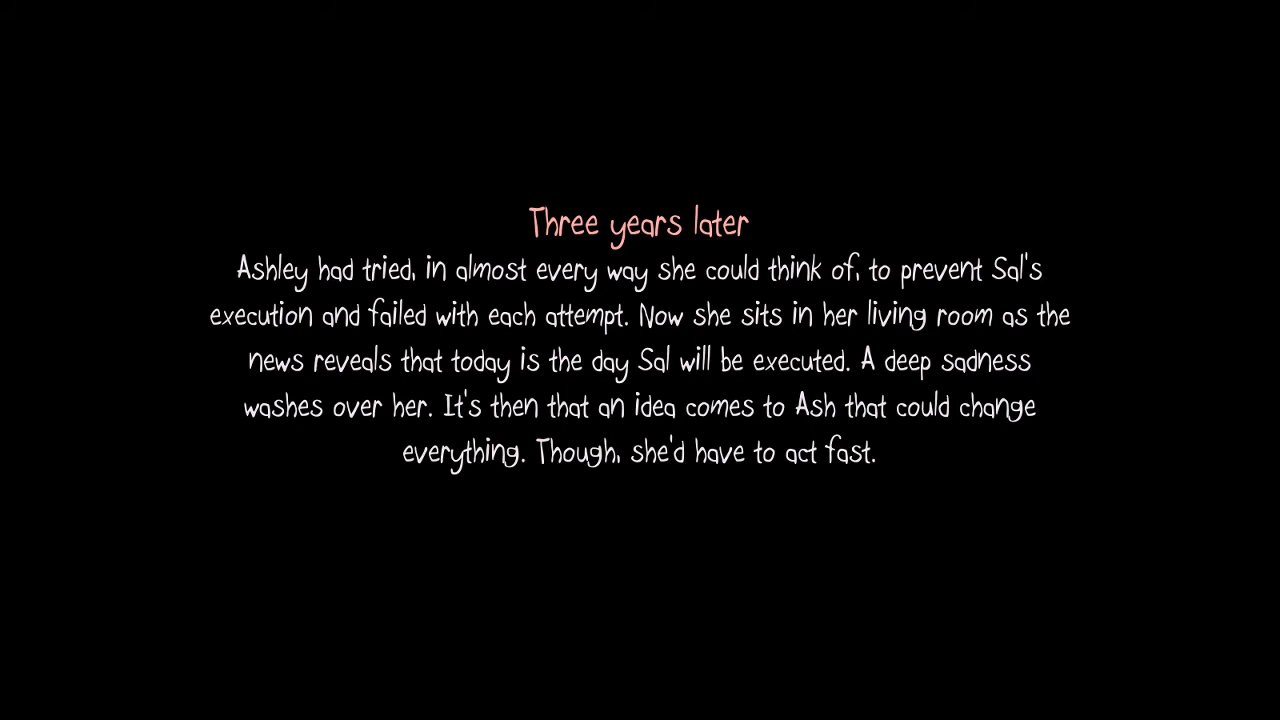 Three years later
Ashley had tried, in almost every way she could think of, to prevent Sal's
execution and failed with each attempt. Now she sits in her living room as the
news reveals that today is the day Sal will be executed. A deep sadness
washes over her. It's then that an idea comes to Ash that could change
everything. Though, she'd have to act fast.